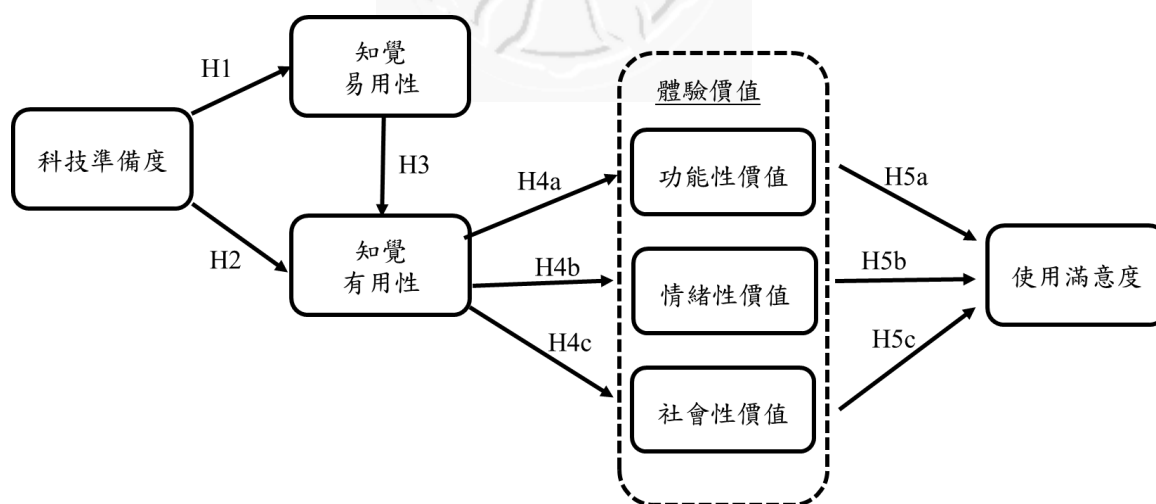 知覺
易用性
H1
體驗價值
科技準備度
H3
功能性價值
H4a
H5a
知覺
有用性
H2
H4b
情緒性價值
H5b
使用滿意度
H4c
H5c
社會性價值